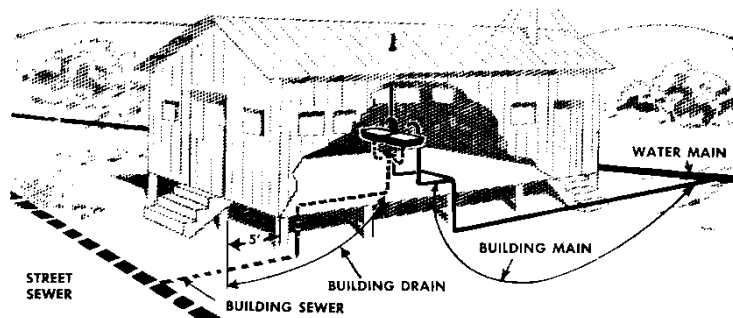 WATER MAIN
5'
BUILDING MAIN
BUILDING DRAIN
STREET
SEWER
BUILDING SEWER